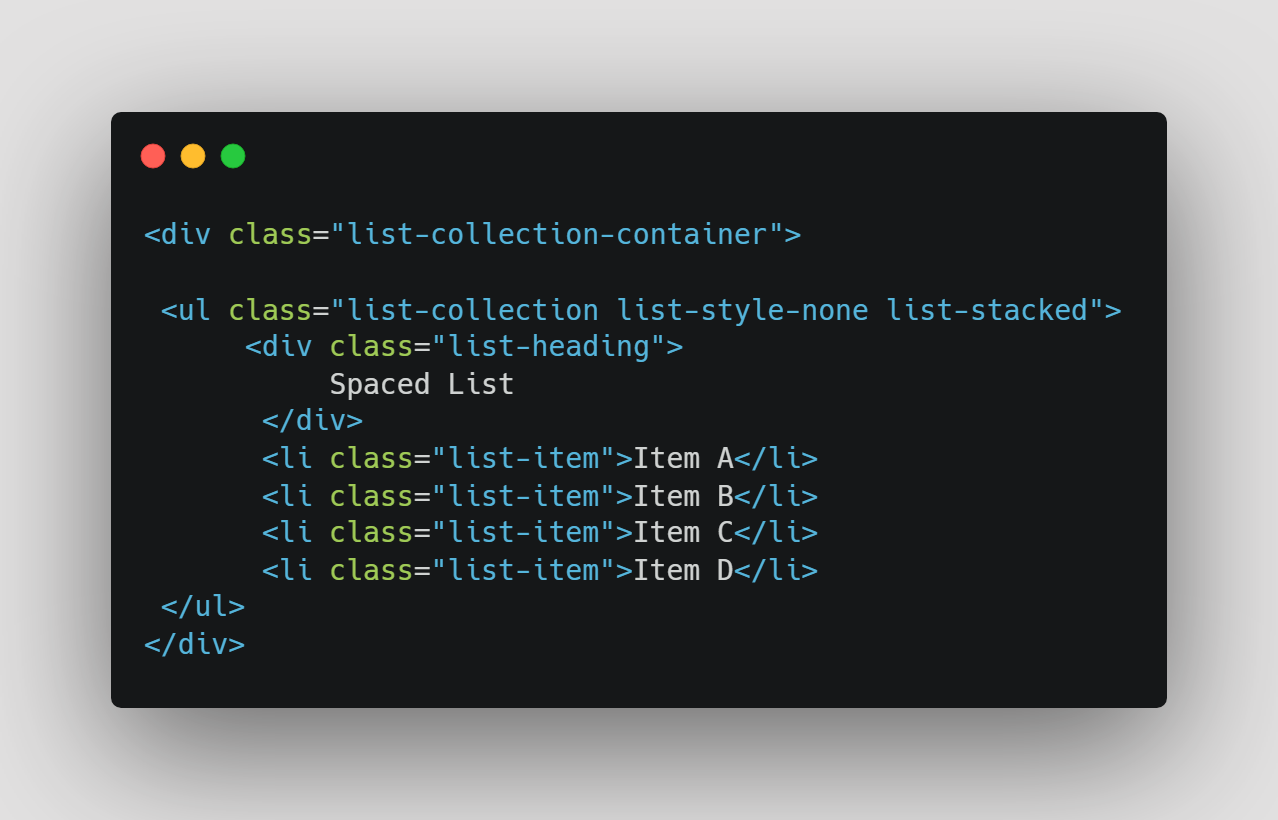 <div class="list-collection-container">

 <ul class="list-collection list-style-none list-stacked">
      <div class="list-heading">
           Spaced List
       </div>
       <li class="list-item">Item A</li>
       <li class="list-item">Item B</li>
       <li class="list-item">Item C</li>
       <li class="list-item">Item D</li>
 </ul>
</div>